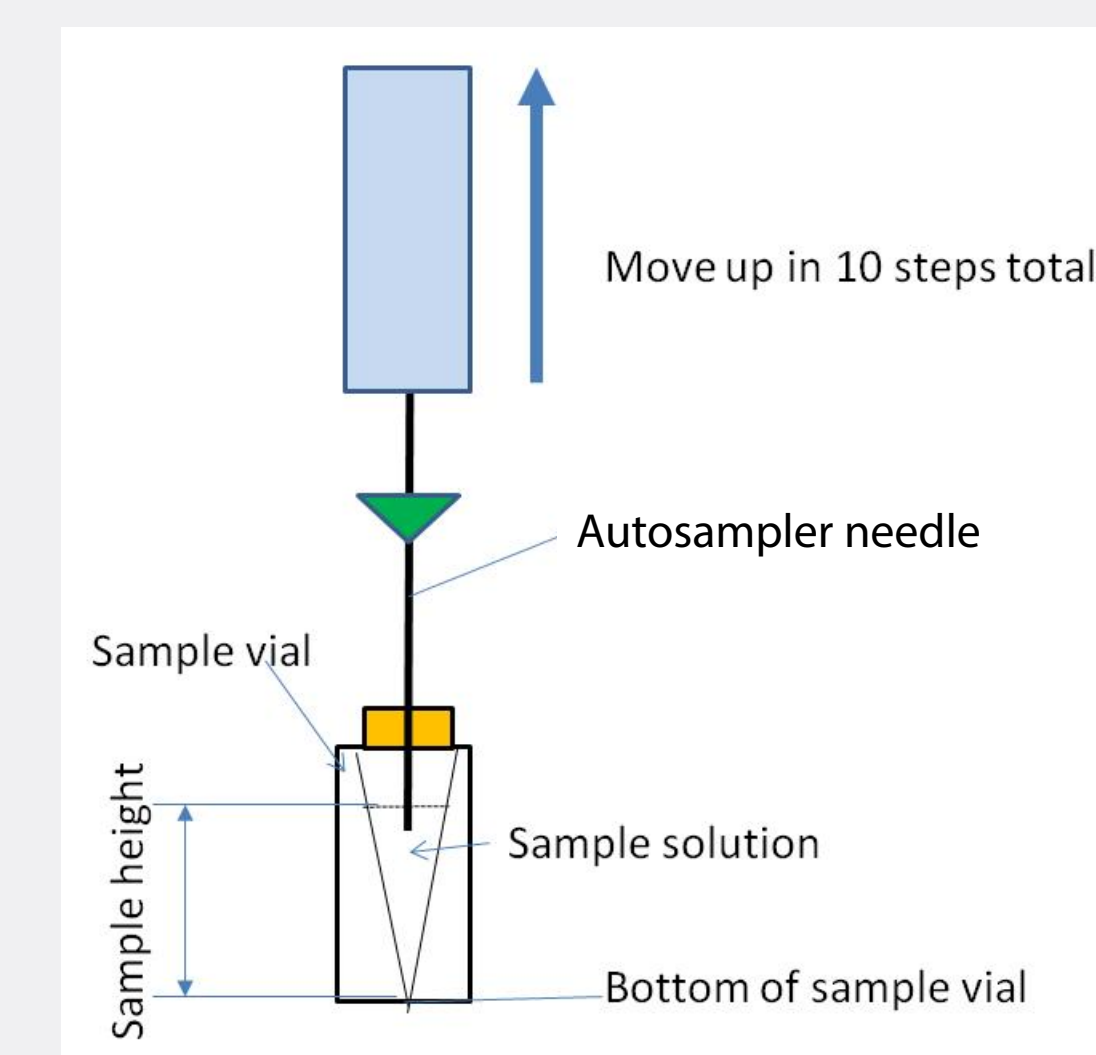 Move up in 10 steps total
Autosampler needle
Sample vial
Sample height
Sample solution
Bottom of sample vial